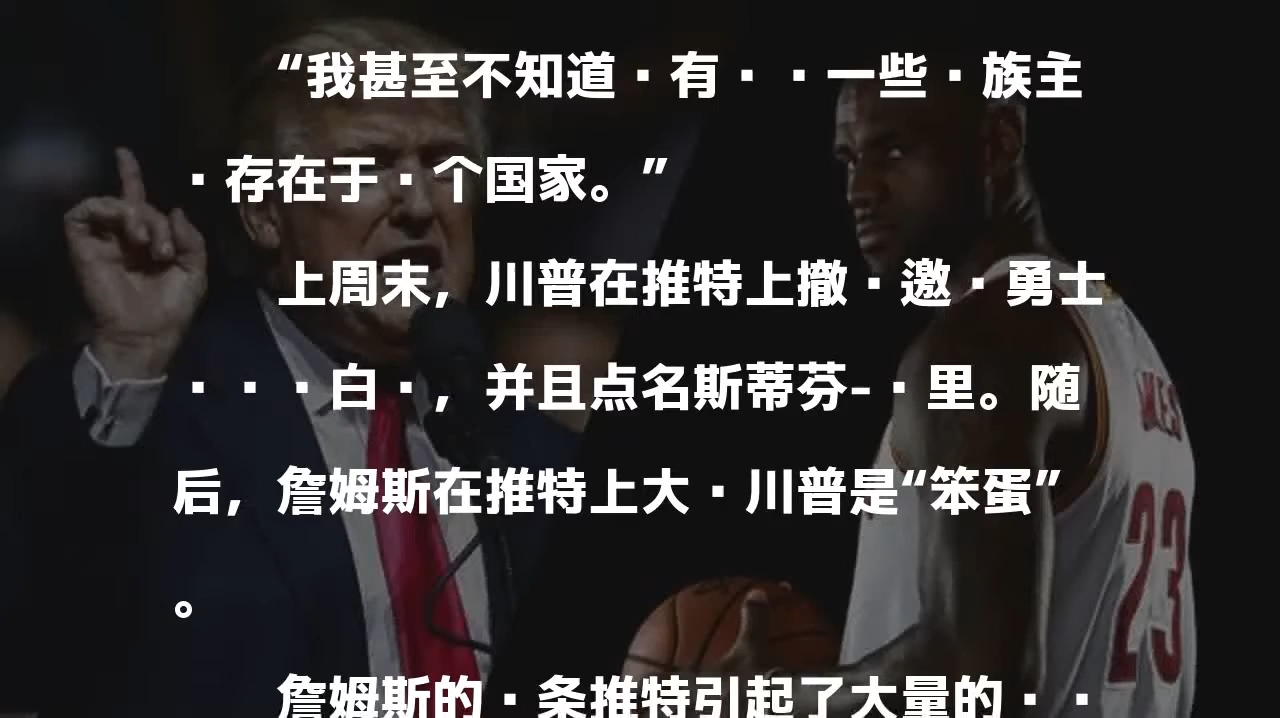 “我甚至不知道·有··一些·族主
·存在于·个国家。”
上周末，川普在推特上撤·邀·勇士
···白·，并且点名斯蒂芬-·里。随
后，詹姆斯在推特上大·川普是“笨蛋”
。
詹姆斯的·条推特引起了大量的··
23